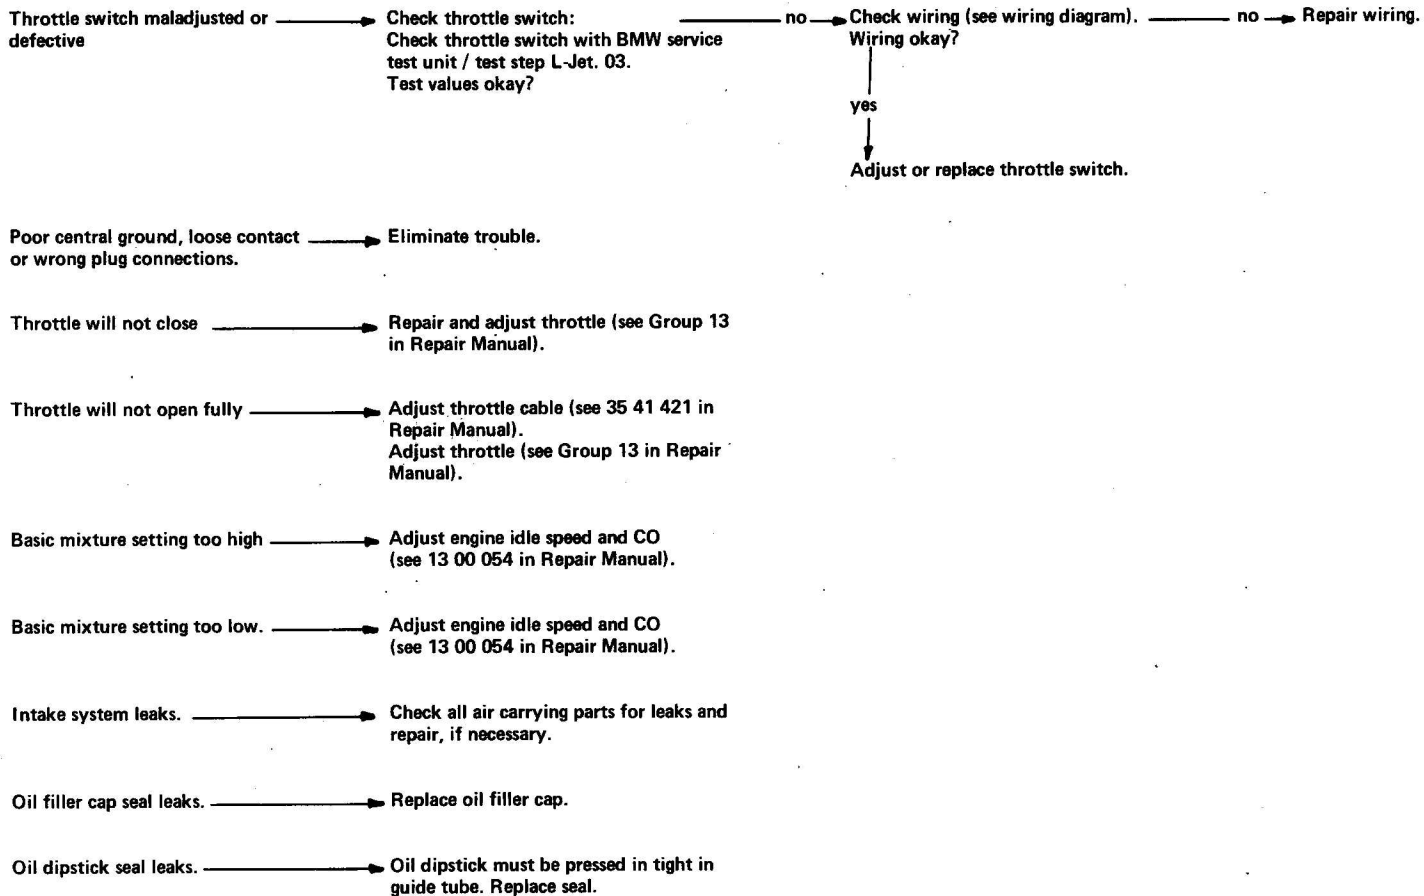 Throttle switch maladjusted or
defective
Check throttle switch:
Check throttle switch with BMW service
test unit / test step L-Jet. 03.
Test values okay?
no
Check wiring (see wiring diagram).
Wiring okay?
no
Repair wiring.
yes
Adjust or replace throttle switch.
Poor central ground, loose contact
or wrong plug connections.
Eliminate trouble.
Throttle will not close
Repair and adjust throttle (see Group 13
in Repair Manual).
Throttle will not open fully
Adjust throttle cable (see 35 41 421 in
Repair Manual).
Adjust throttle (see Group 13 in Repair
Manual).
Basic mixture setting too high
Adjust engine idle speed and CO
(see 13 00 054 in Repair Manual).
Basic mixture setting too low.
Adjust engine idle speed and CO
(see 13 00 054 in Repair Manual).
Intake system leaks.
Check all air carrying parts for leaks and
repair, if necessary.
Oil filler cap seal leaks.
Replace oil filler cap.
Oil dipstick seal leaks.
Oil dipstick must be pressed in tight in
guide tube. Replace seal.